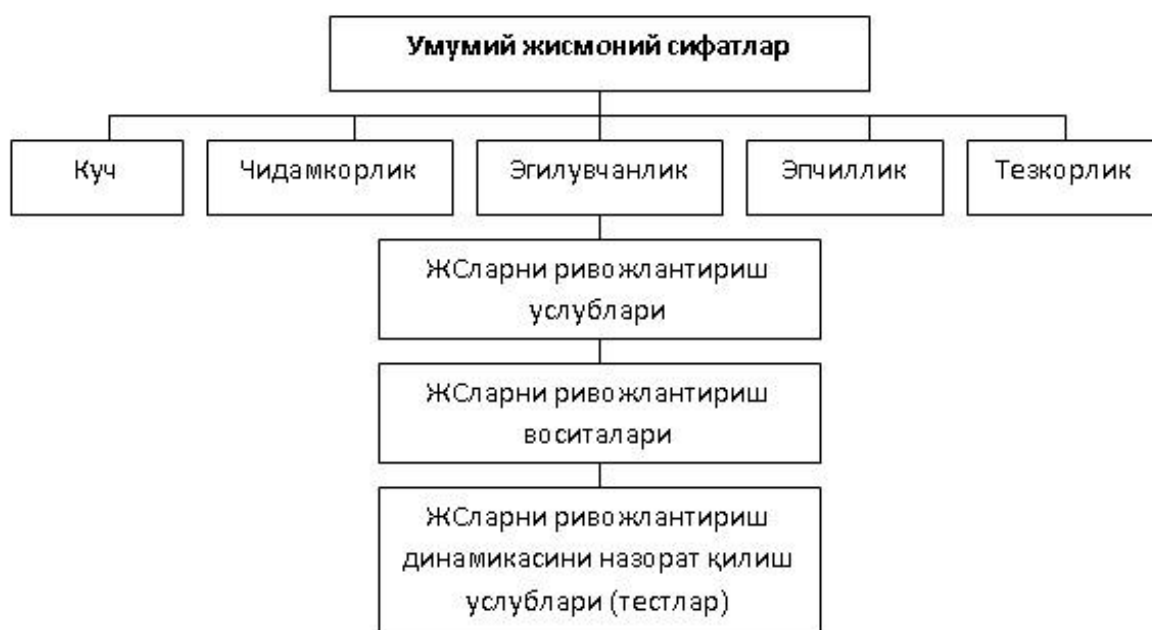 Умумий жисмоний сифатлар
Куч
Чидамкорлик
Эгилувчанлик
Эпчиллик
Тезкорлик
ЖСларни ривожлантириш
услублари
ЖСларни ривожлантириш
воситалари
ЖСларни ривожлантириш
динамикасини назорат қилиш
услублари (тестлар)